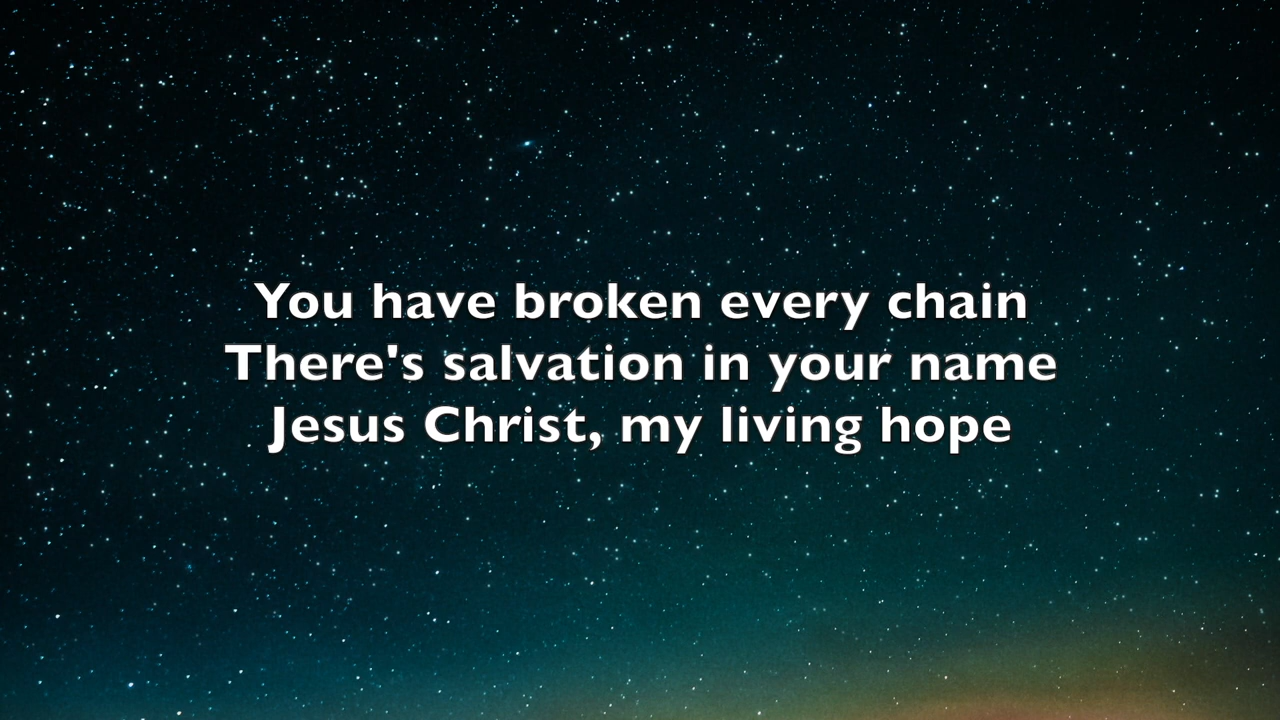 You have broken every chain
There's salvation in your name
Jesus Christ, my living hope